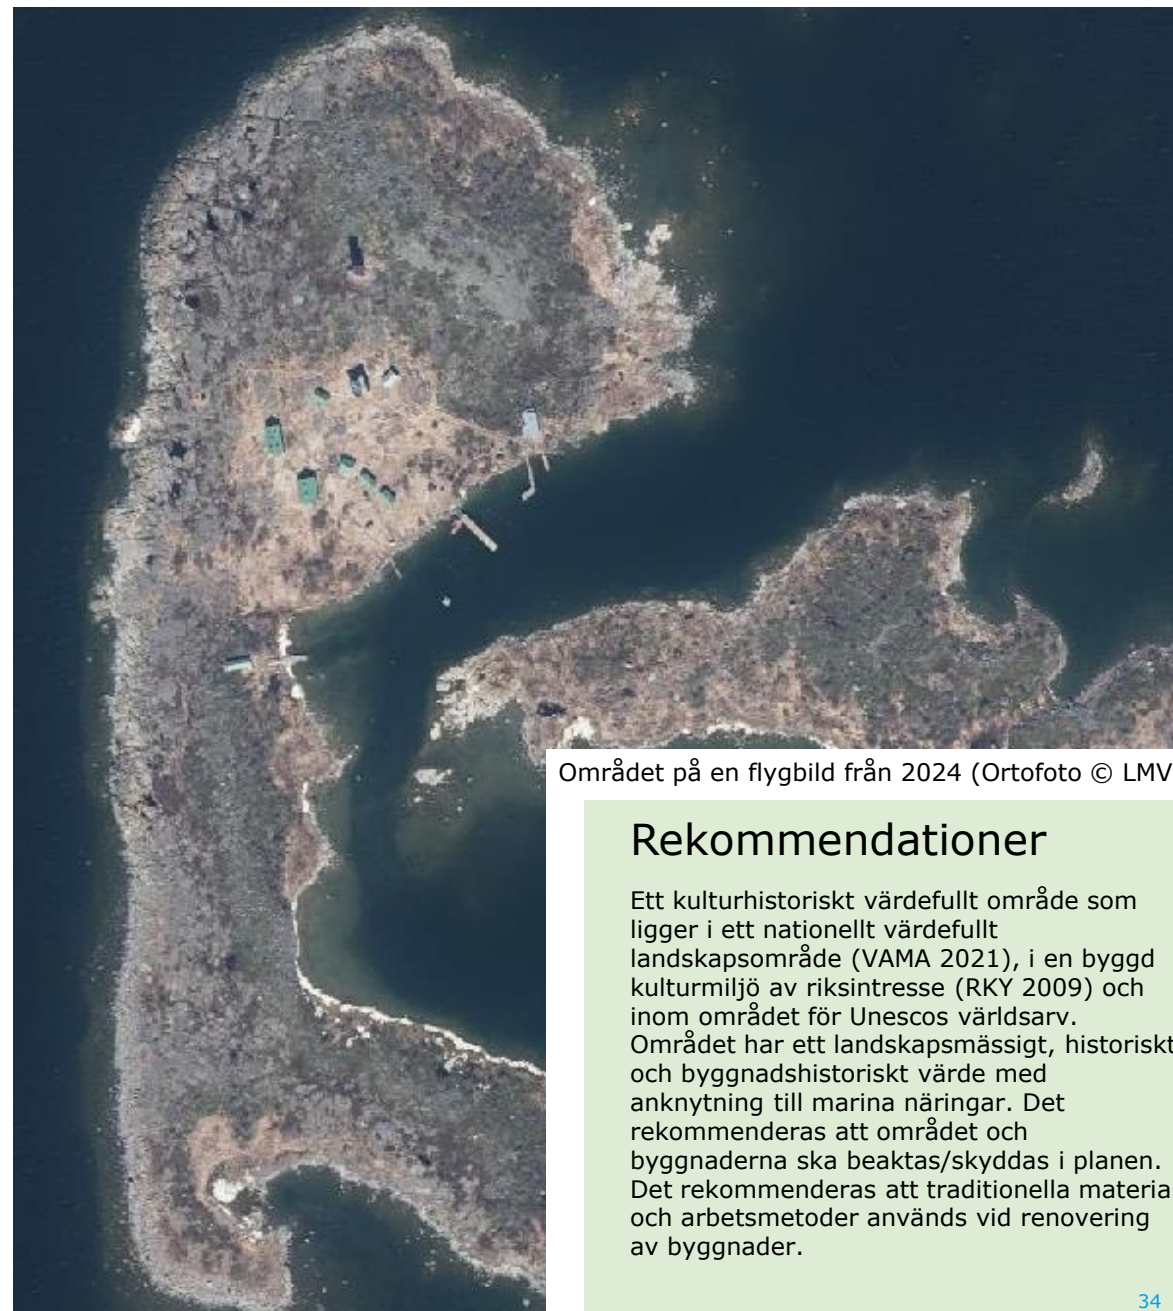 Området på en flygbild från 2024 (Ortofoto © LMV
Rekommendationer
Ett kulturhistoriskt värdefullt område som
ligger i ett nationellt värdefullt
landskapsområde (VAMA 2021), i en byggd
kulturmiljö av riksintresse (RKY 2009) och
inom området för Unescos världsarv.
Området har ett landskapsmässigt, historiskt
och byggnadshistoriskt värde med
anknytning till marina näringar. Det
rekommenderas att området och
byggnaderna ska beaktas/skyddas i planen.
Det rekommenderas att traditionella materia
och arbetsmetoder används vid renovering
av byggnader.
34